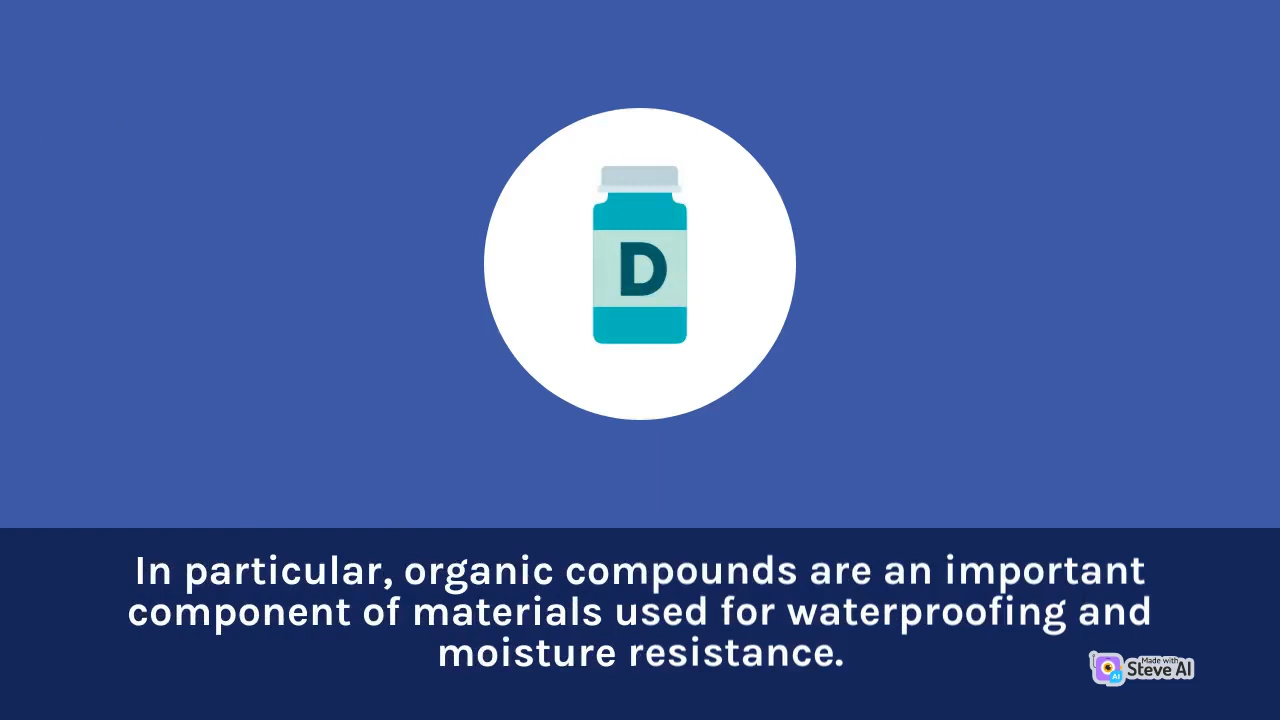 D
In particular, organic compounds are an important
component of materials used for waterproofing and
moisture resistance.
Made with
Steve AI
AI